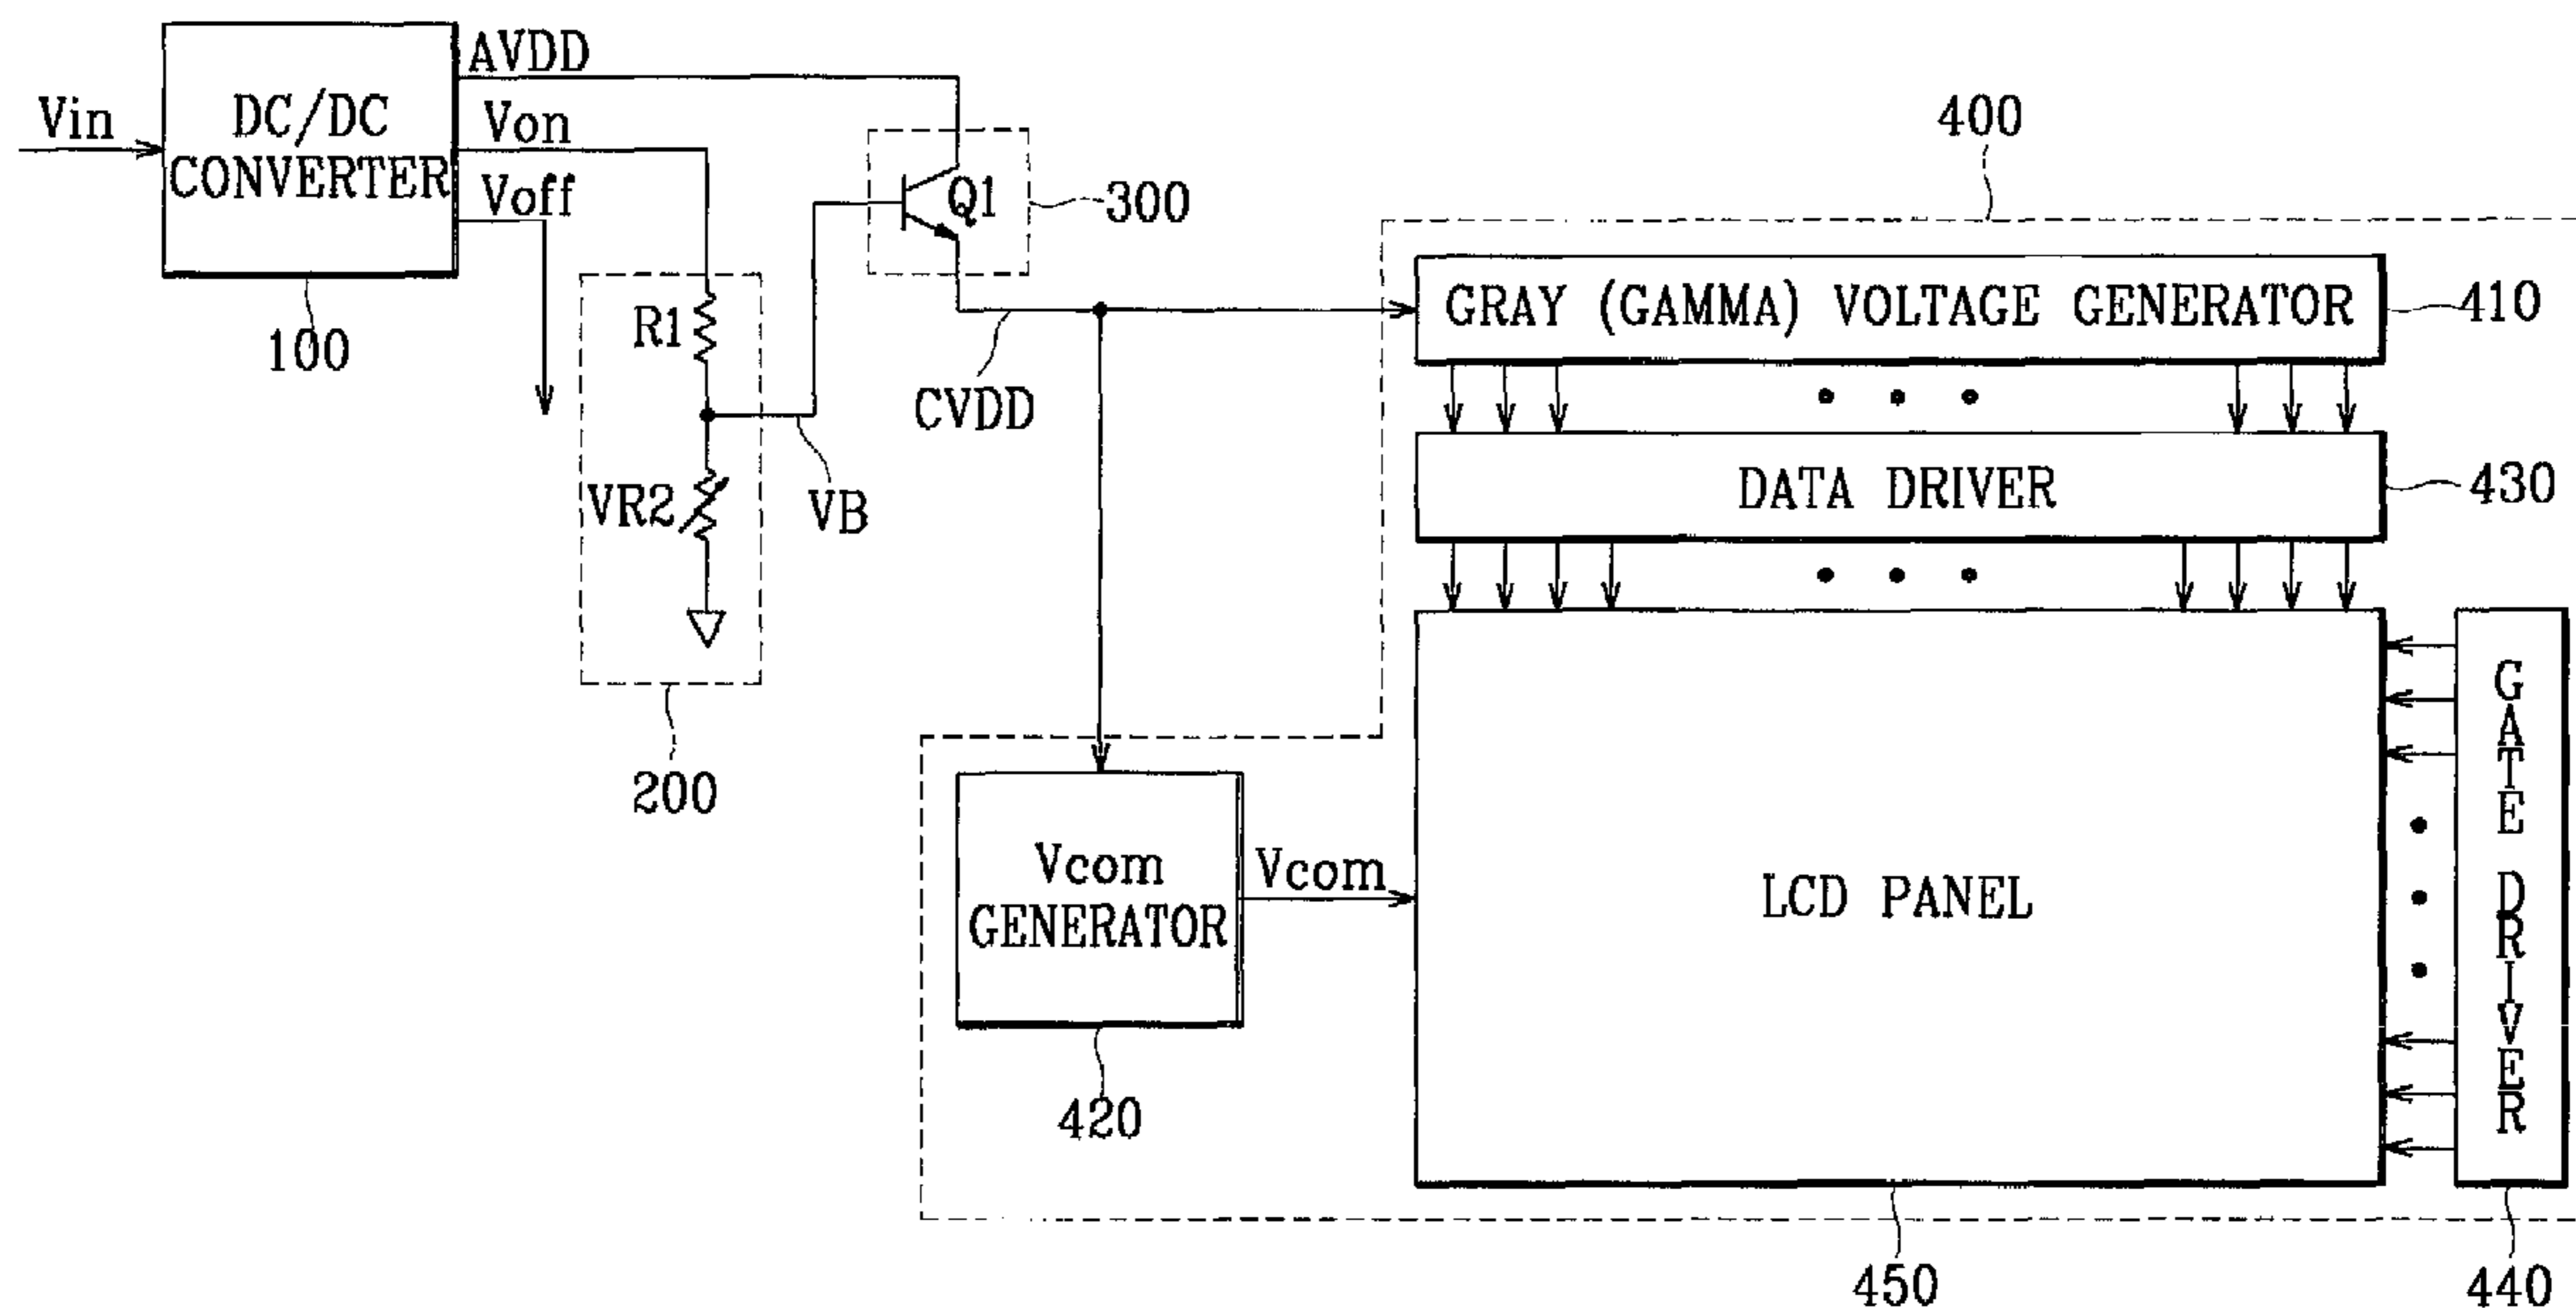 AVDD
Vin
DC/DC
CONVERTER
Von
Voff
100
Q1
300
400
R1
VR2
VB
200
CVDD
GRAY (GAMMA) VOLTAGE GENERATOR
410
DATA DRIVER
430
Vcom
GENERATOR
420
Vcom
LCD PANEL
450
GATE DRIVER
440